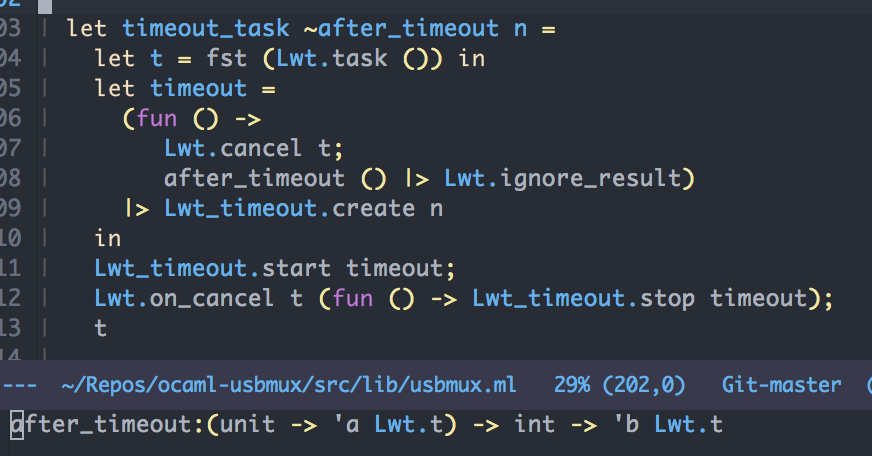 03 | let timeout_task ~after_timeout n =
04 |   let t = fst (Lwt.task ()) in
05 |   let timeout =
06 |     (fun () ->
07 |        Lwt.cancel t;
08 |        after_timeout () |> Lwt.ignore_result)
09 |     |> Lwt_timeout.create n
10 |   in
11 |   Lwt_timeout.start timeout;
12 |   Lwt.on_cancel t (fun () -> Lwt_timeout.stop timeout);
13 |   t
--- ~/Repos/ocaml-usbmux/src/lib/usbmux.ml 29% (202,0) Git-master (
after_timeout:(unit -> 'a Lwt.t) -> int -> 'b Lwt.t